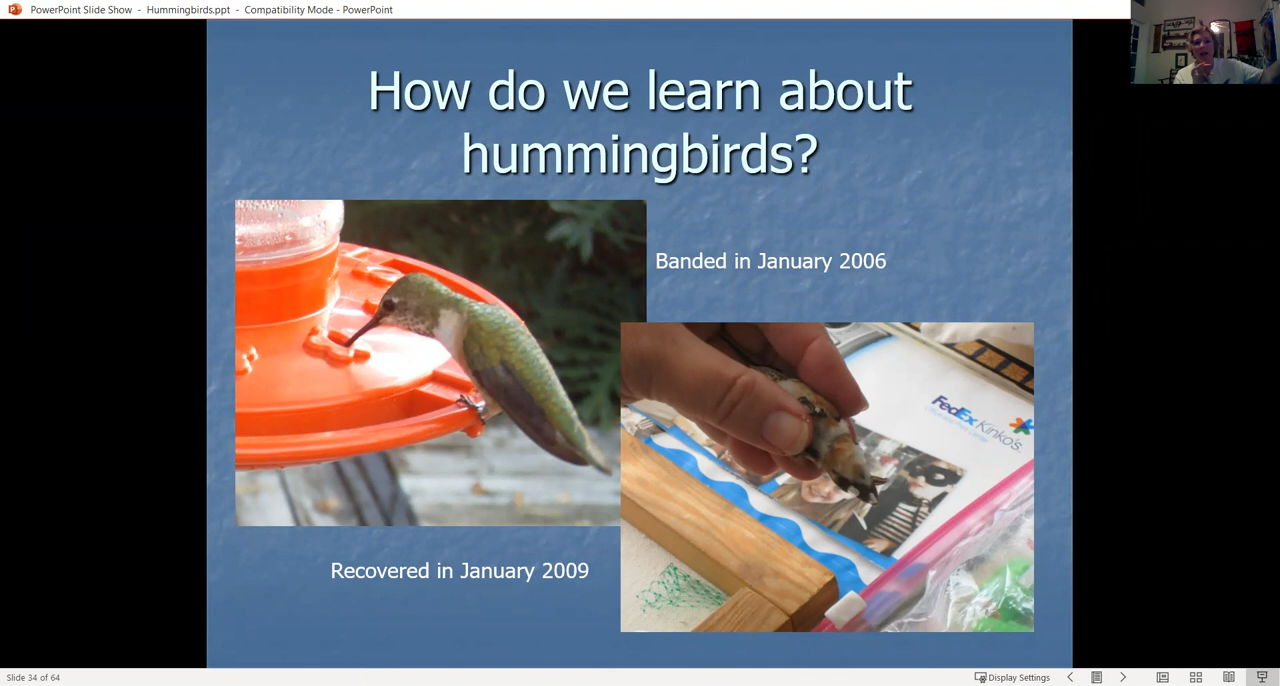 PowerPoint Slide Show - Hummingbirds.ppt - Compatibility Mode - PowerPoint
How do we learn about
hummingbirds?
Banded in January 2006
FedEx Kinko's
Recovered in January 2009
Slide 34 of 64
Display Settings